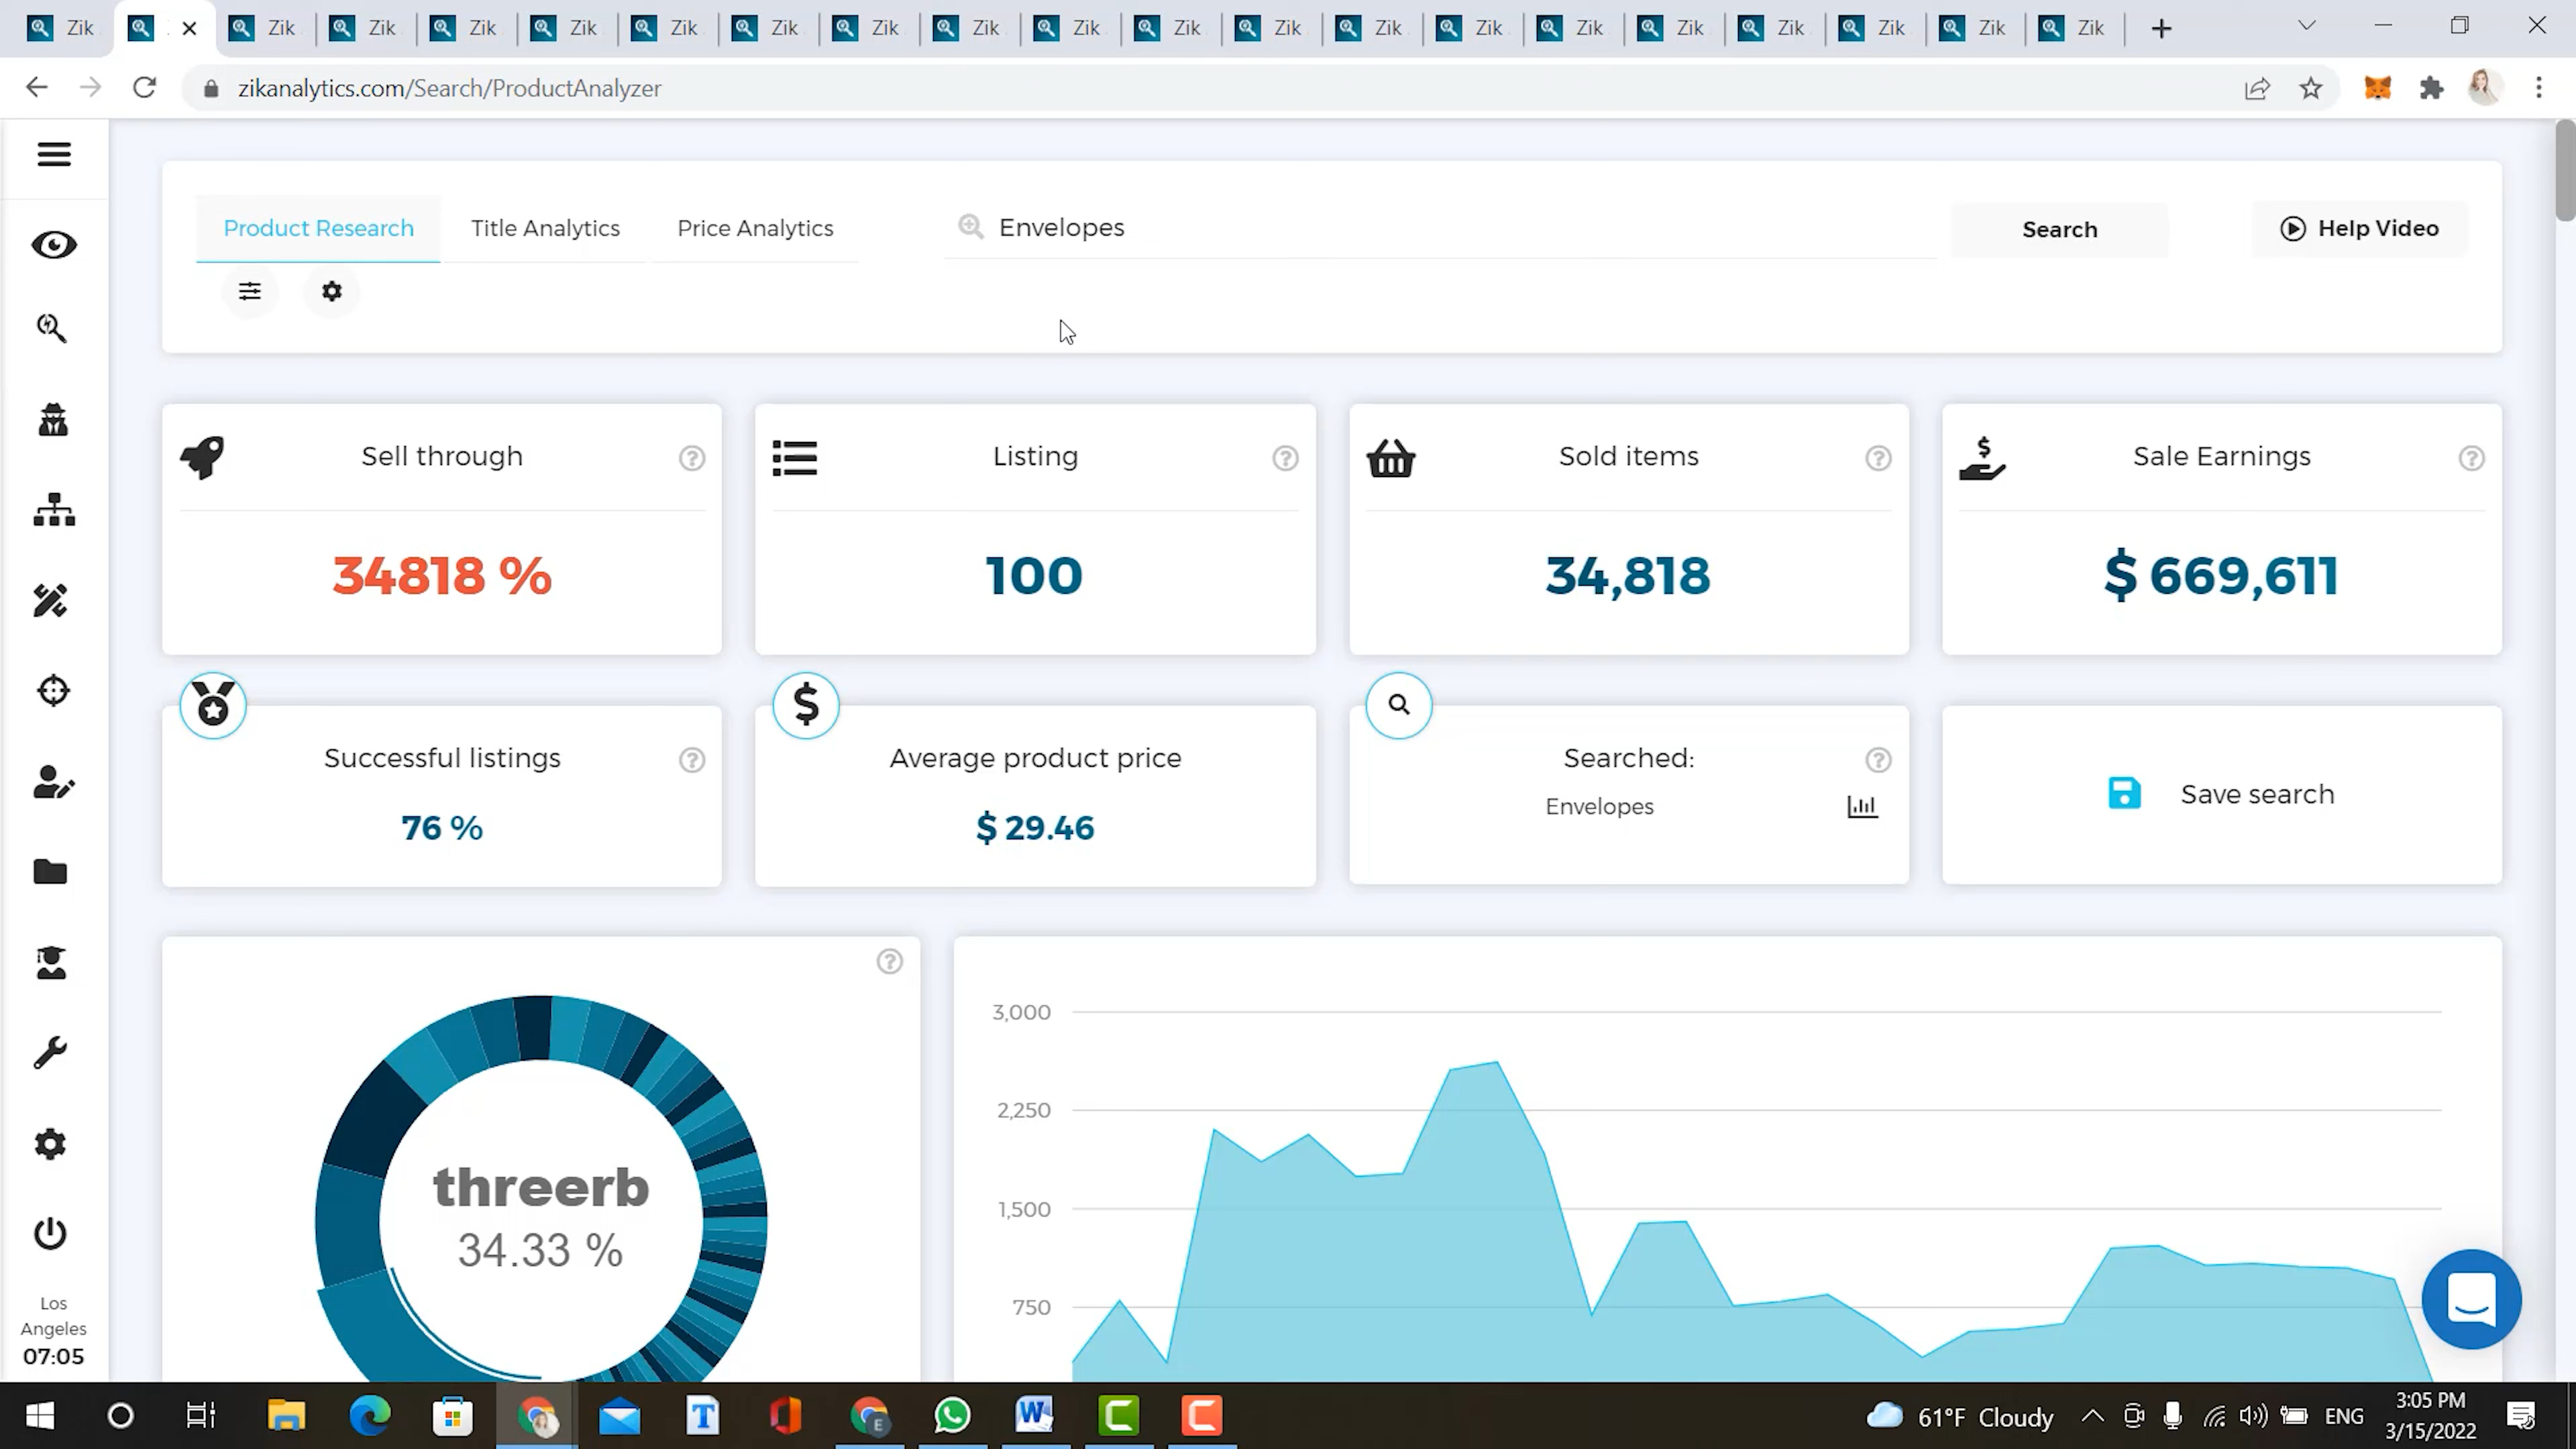 Zik Zik Zik Zik Zik Zik Zik Zik Zik Zik Zik Zik Zik Zik Zik Zik Zik Zik Zik Zik
zikanalytics.com/Search/ProductAnalyzer
Product Research Title Analytics Price Analytics Envelopes Search Help Video
Sell through Listing Sold items Sale Earnings
34818 % 100 34,818 $ 669,611
Successful listings Average product price Searched: Save search
76 % $ 29.46 Envelopes
threerb
34.33 %
3,000
2,250
1,500
750
Los
Angeles
07:05
61°F Cloudy ENG 3:05 PM
3/15/2022